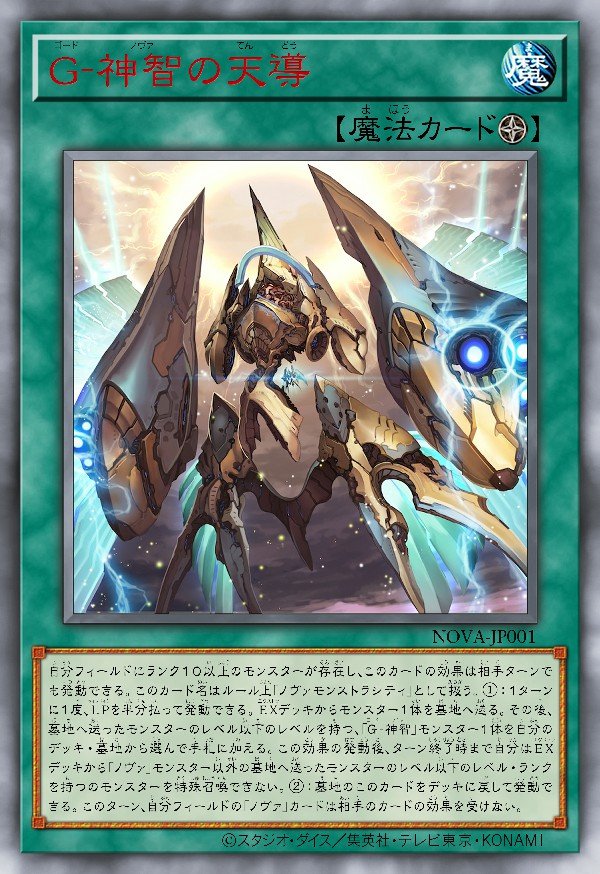 ゴード ノヴァ てん どう
G-神智の天導
魔
ま ほう
【魔法カード】
NOVA-JP001
自分フィールドにランク10以上のモンスターが存在し、このカードの効果は相手ターンで
も発動できる。このカード名はルール上「ノヴァモンストラシティ」として扱う。①：1ターン
に1度、LPを半分払って発動できる。EXデッキからモンスター1体を墓地へ送る。その後、
墓地へ送ったモンスターのレベル以下のレベルを持つ、「G-神智」モンスター1体を自分の
デッキ・墓地から選んで手札に加える。この効果の発動後、ターン終了時まで自分はEX
デッキから「ノヴァ」モンスター以外の墓地へ送ったモンスターのレベル以下のレベル・ランク
を持つのモンスターを特殊召喚できない。②：墓地のこのカードをデッキに戻して発動でき
る。このターン、自分フィールドの「ノヴァ」カードは相手のカードの効果を受けない。
©スタジオ・ダイス／集英社・テレビ東京・KONAMI